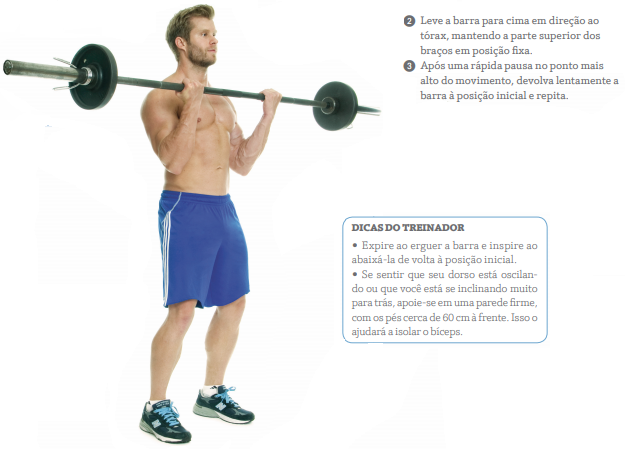 2 Leve a barra para cima em direção ao
tórax, mantendo a parte superior dos
braços em posição fixa.
3 Após uma rápida pausa no ponto mais
alto do movimento, devolva lentamente a
barra à posição inicial e repita.
DICAS DO TREINADOR
• Expire ao erguer a barra e inspire ao
abaixá-la de volta à posição inicial.
• Se sentir que seu dorso está oscilan-
do ou que você está se inclinando muito
para trás, apoie-se em uma parede firme,
com os pés cerca de 60 cm à frente. Isso o
ajudará a isolar o bíceps.